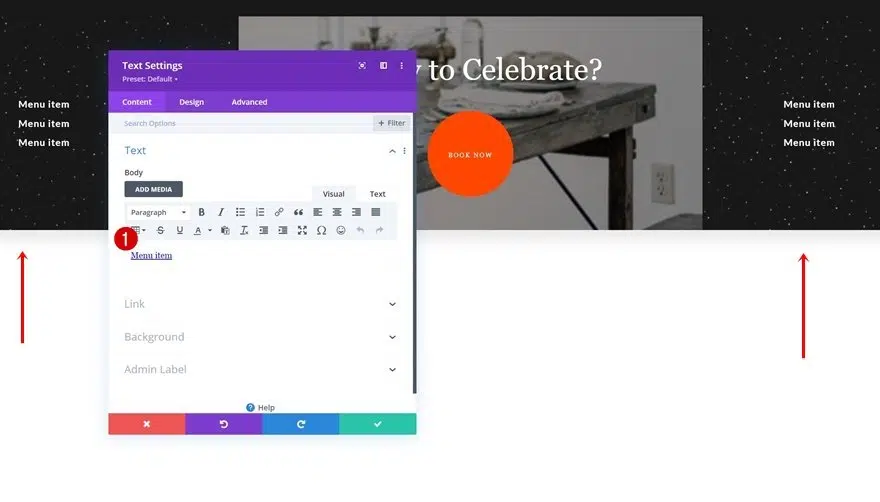 Text Settings
Preset: Default
Content
Design
Advanced
Search Options
+ Filter
Text
Body
ADD MEDIA
Visual
Text
Paragraph
1
Menu item
Link
Background
Admin Label
Help
to Celebrate?
BOOK NOW
Menu item
Menu item
Menu item
Menu item
Menu item
Menu item